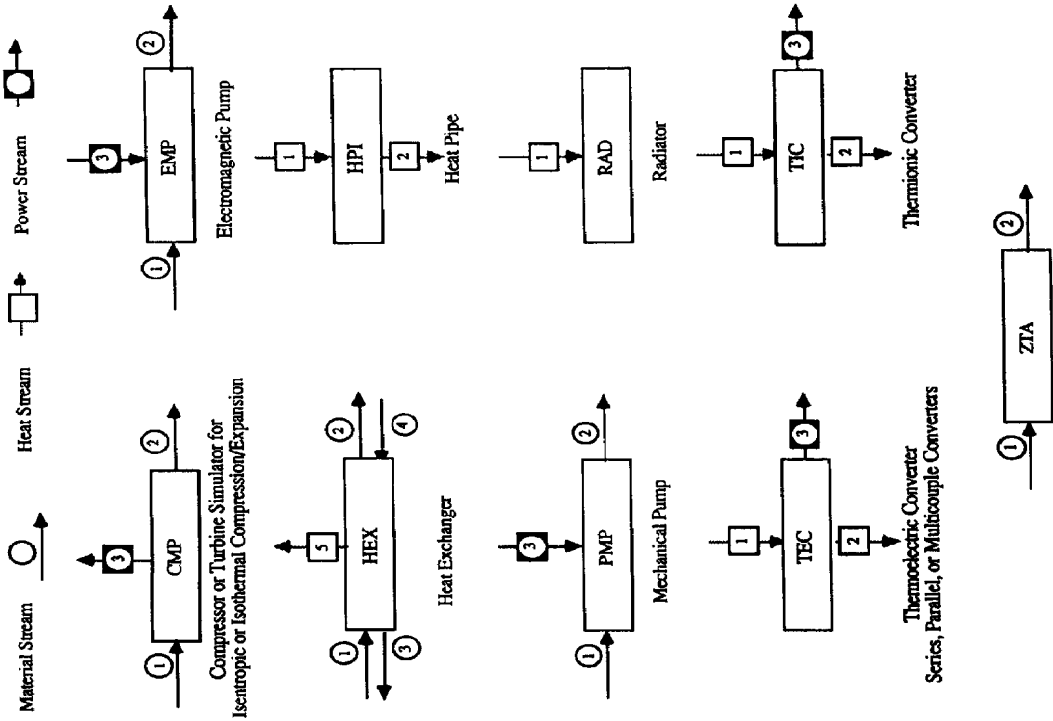 Material Stream
Heat Stream
Power Stream
1
CMP
2
3
Compressor or Turbine Simulator for
Isentropic or Isothermal Compression/Expansion
1
EMP
2
3
Electromagnetic Pump
1
2
HEX
3
4
5
Heat Exchanger
1
HPI
2
Heat Pipe
3
1
PMP
2
Mechanical Pump
1
RAD
Radiator
1
TEC
3
2
Thermoelectric Converter
Series, Parallel, or Multicouple Converters
1
TIC
3
2
Thermionic Converter
1
ZTA
2